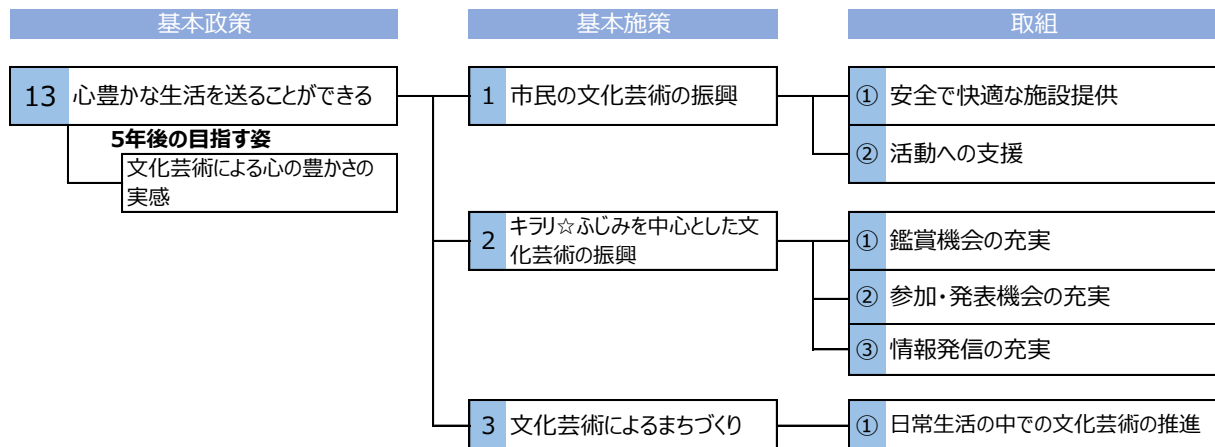 基本政策
基本施策
取組
13 心豊かな生活を送ることができる
5年後の目指す姿
文化芸術による心の豊かさの
実感
1 市民の文化芸術の振興
① 安全で快適な施設提供
② 活動への支援
2 キラリ☆ふじみを中心とした文
化芸術の振興
① 鑑賞機会の充実
② 参加・発表機会の充実
③ 情報発信の充実
3 文化芸術によるまちづくり
① 日常生活の中での文化芸術の推進